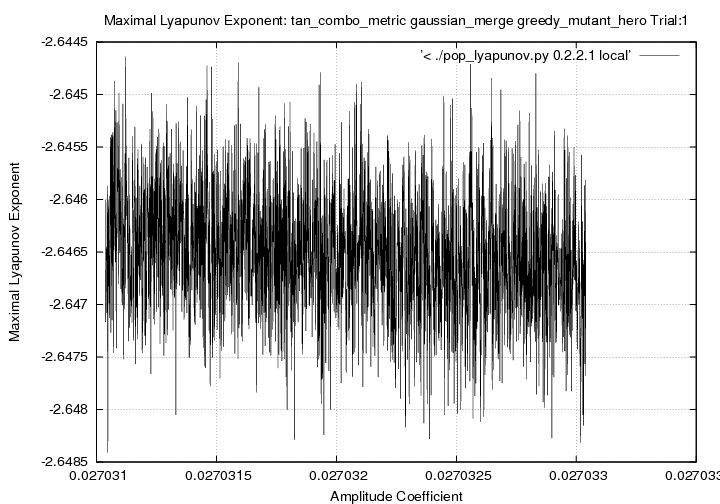 Maximal Lyapunov Exponent: tan_combo_metric gaussian_merge greedy_mutant_hero Trial:1
'< ./pop_lyapunov.py 0.2.2.1 local'
-2.6445
-2.645
-2.6455
-2.646
-2.6465
-2.647
-2.6475
-2.648
-2.6485
Maximal Lyapunov Exponent
0.027031 0.0270315 0.027032 0.0270325 0.027033 0.027033
Amplitude Coefficient